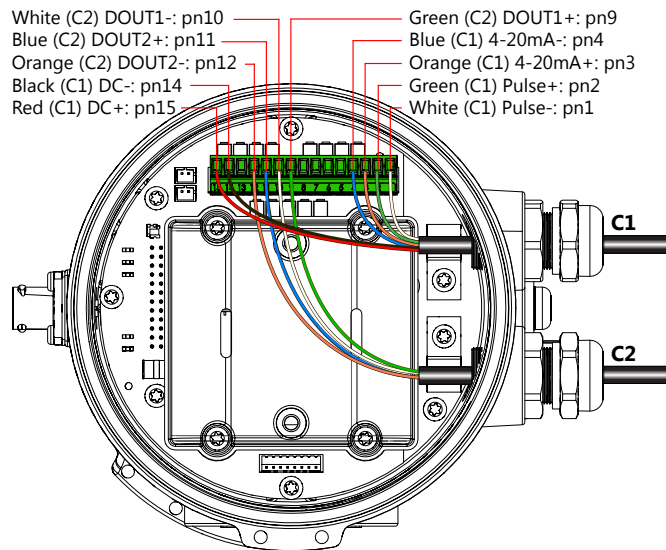 White (C2) DOUT1-: pn10
Blue (C2) DOUT2+: pn11
Orange (C2) DOUT2-: pn12
Black (C1) DC-: pn14
Red (C1) DC+: pn15
Green (C2) DOUT1+: pn9
Blue (C1) 4-20mA-: pn4
Orange (C1) 4-20mA+: pn3
Green (C1) Pulse+: pn2
White (C1) Pulse-: pn1
C1
C2